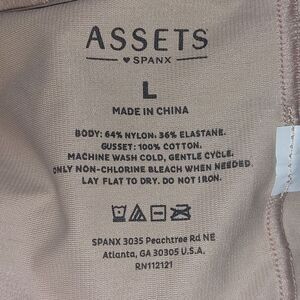 ASSETS
♥ SPANX
L
MADE IN CHINA
BODY: 64% NYLON; 36% ELASTANE.
GUSSET: 100% COTTON.
MACHINE WASH COLD, GENTLE CYCLE.
ONLY NON-CHLORINE BLEACH WHEN NEEDED.
LAY FLAT TO DRY. DO NOT IRON.
SPANX 3035 Peachtree Rd NE
Atlanta, GA 30305 U.S.A.
RN112121